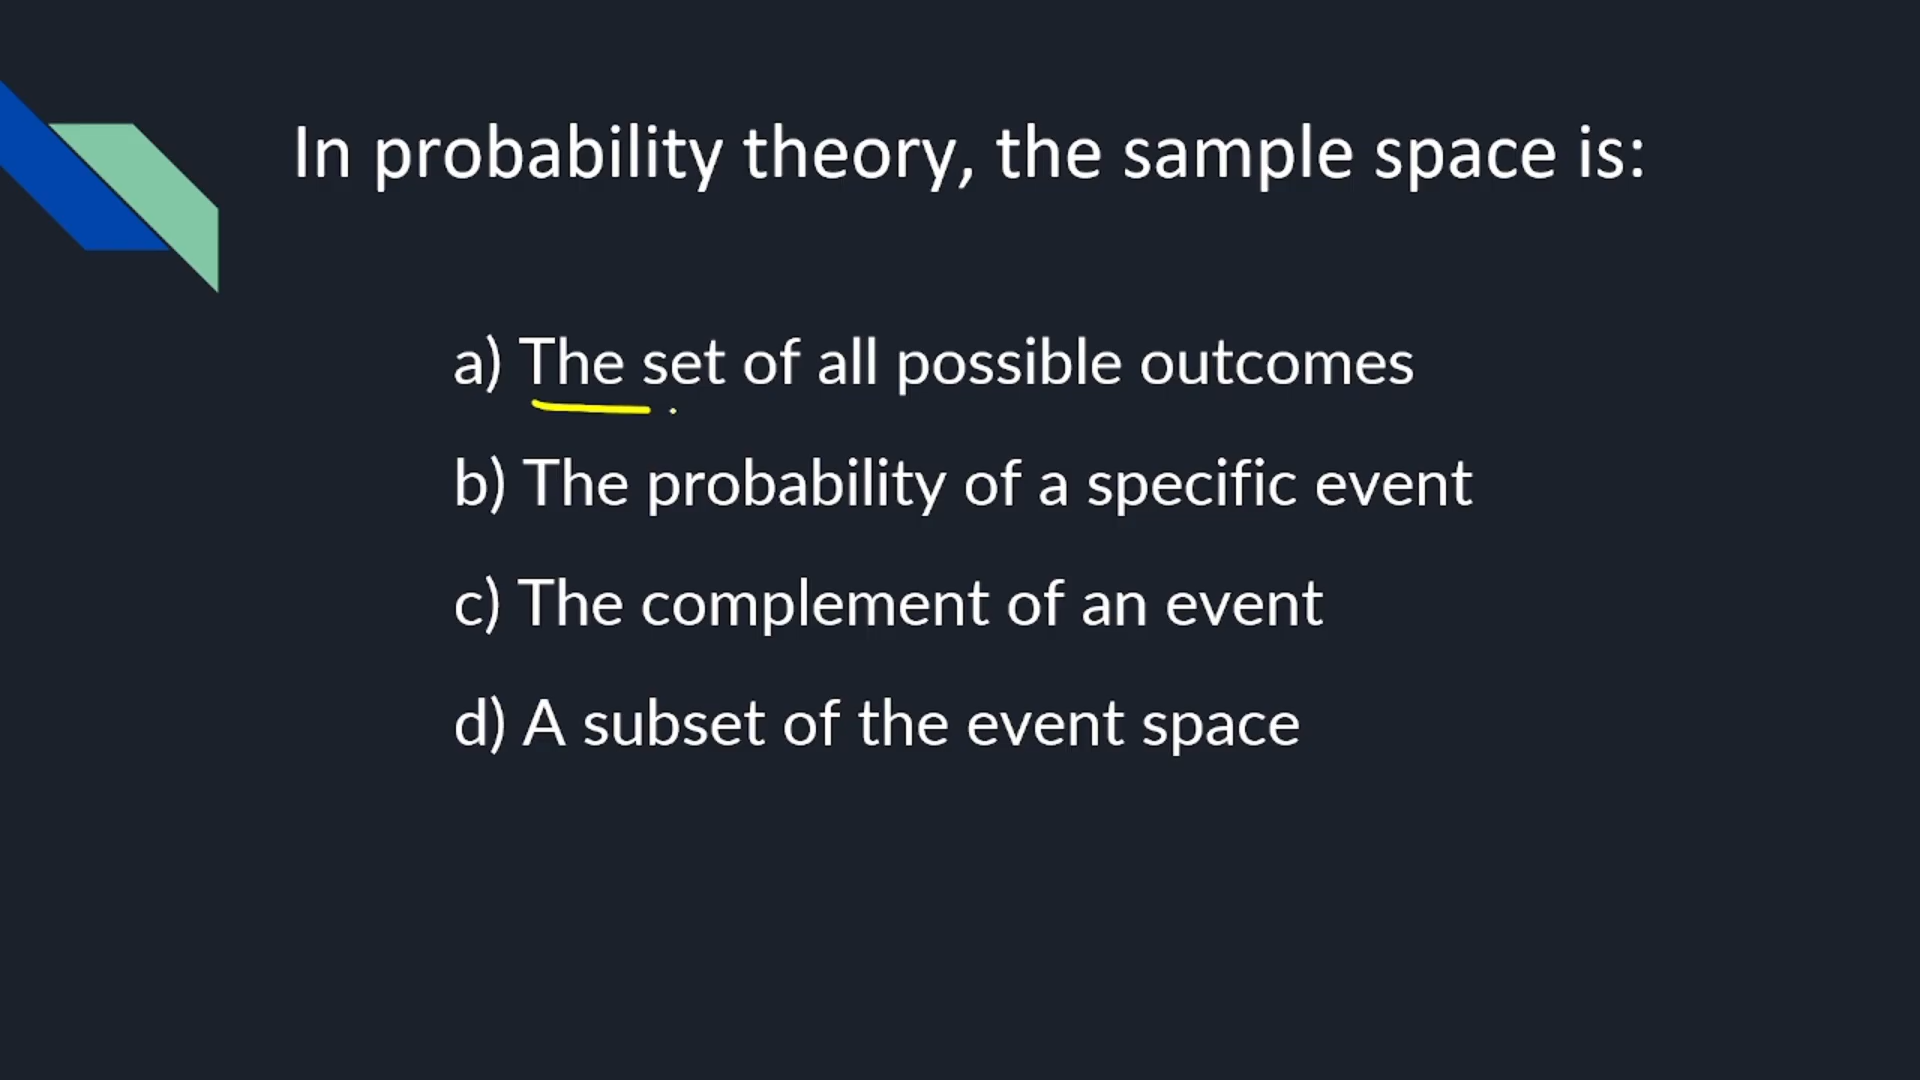 In probability theory, the sample space is:
a) The set of all possible outcomes
b) The probability of a specific event
c) The complement of an event
d) A subset of the event space